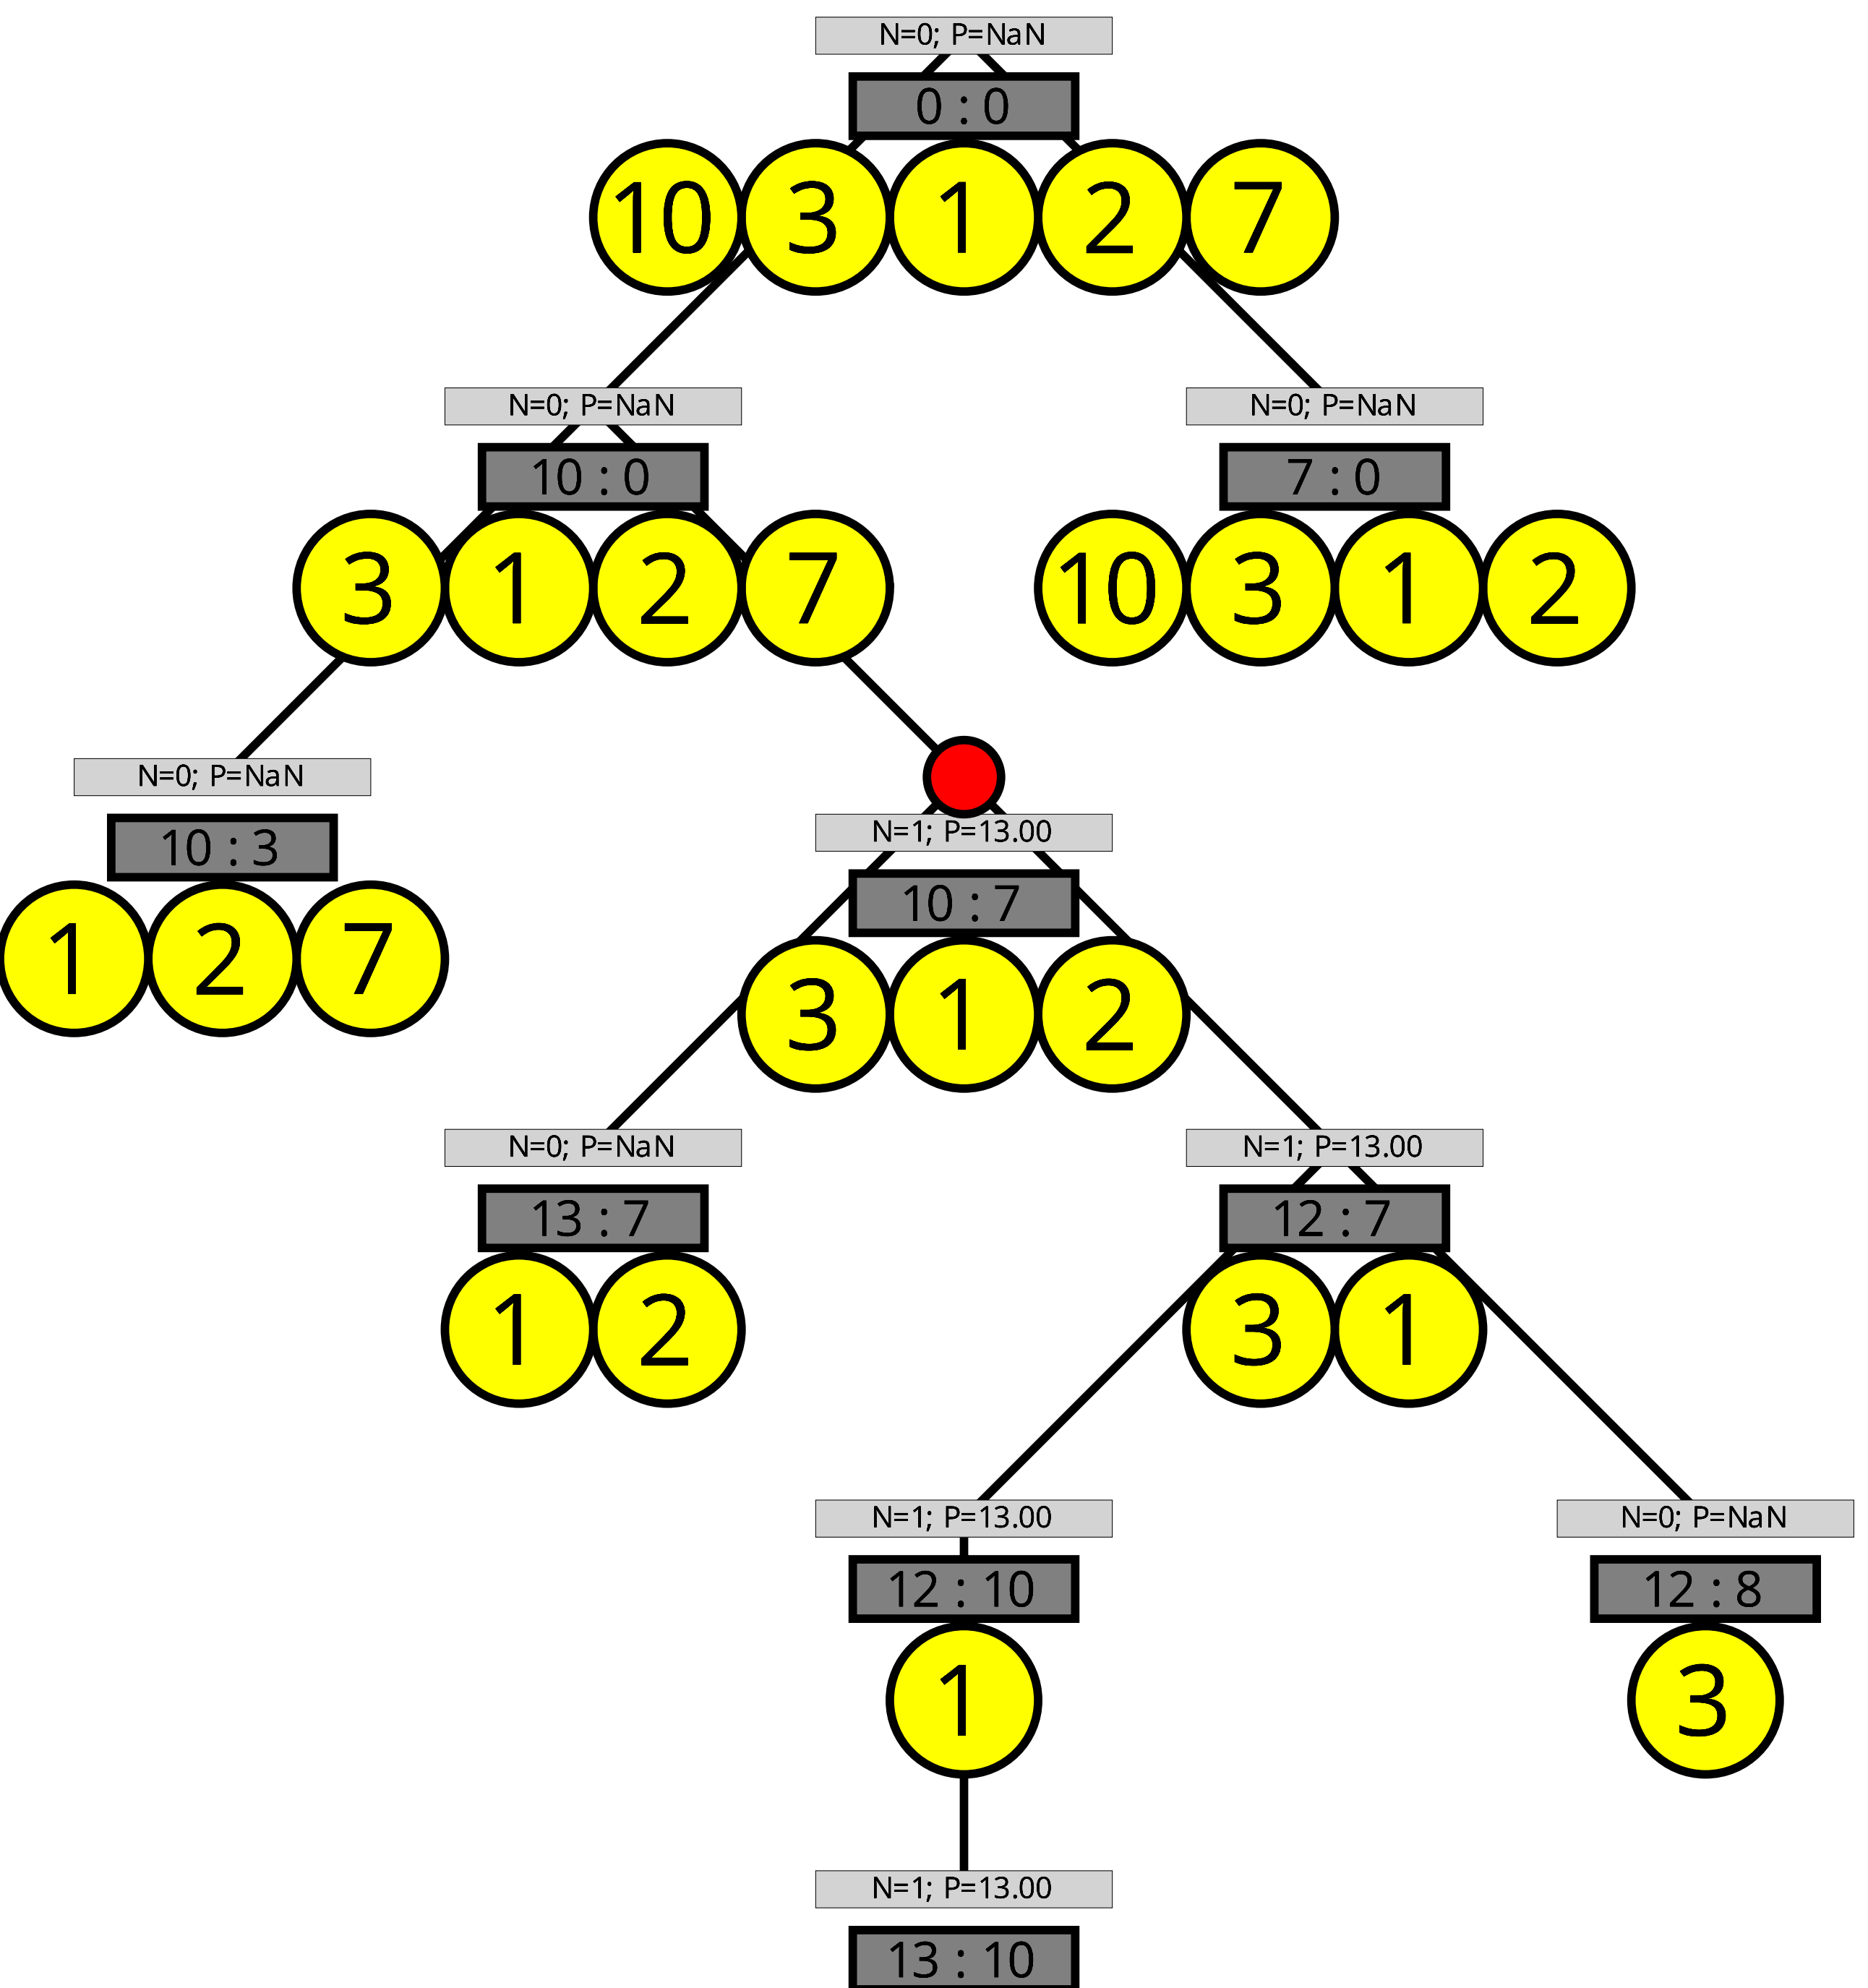 N=0; P=NaN
0 : 0
10 3 1 2 7
N=0; P=NaN
N=0; P=NaN
10 : 0
7 : 0
3 1 2 7
10 3 1 2
N=0; P=NaN
10 : 3
1 2 7
N=1; P=13.00
10 : 7
3 1 2
N=0; P=NaN
N=1; P=13.00
13 : 7
12 : 7
1 2
3 1
N=1; P=13.00
N=0; P=NaN
12 : 10
12 : 8
1
3
N=1; P=13.00
13 : 10